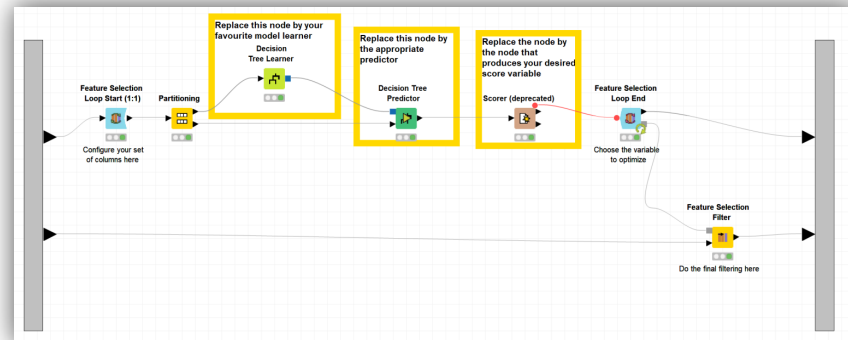 Replace this node by your
favourite model learner
Decision
Tree Learner
Replace this node by
the appropriate
predictor
Decision Tree
Predictor
Replace the node by
the node that
produces your desired
score variable
Scorer (deprecated)
Feature Selection
Loop Start (1:1)
Configure your set
of columns here
Partitioning
Feature Selection
Loop End
Choose the variable
to optimize
Feature Selection
Filter
Do the final filtering here